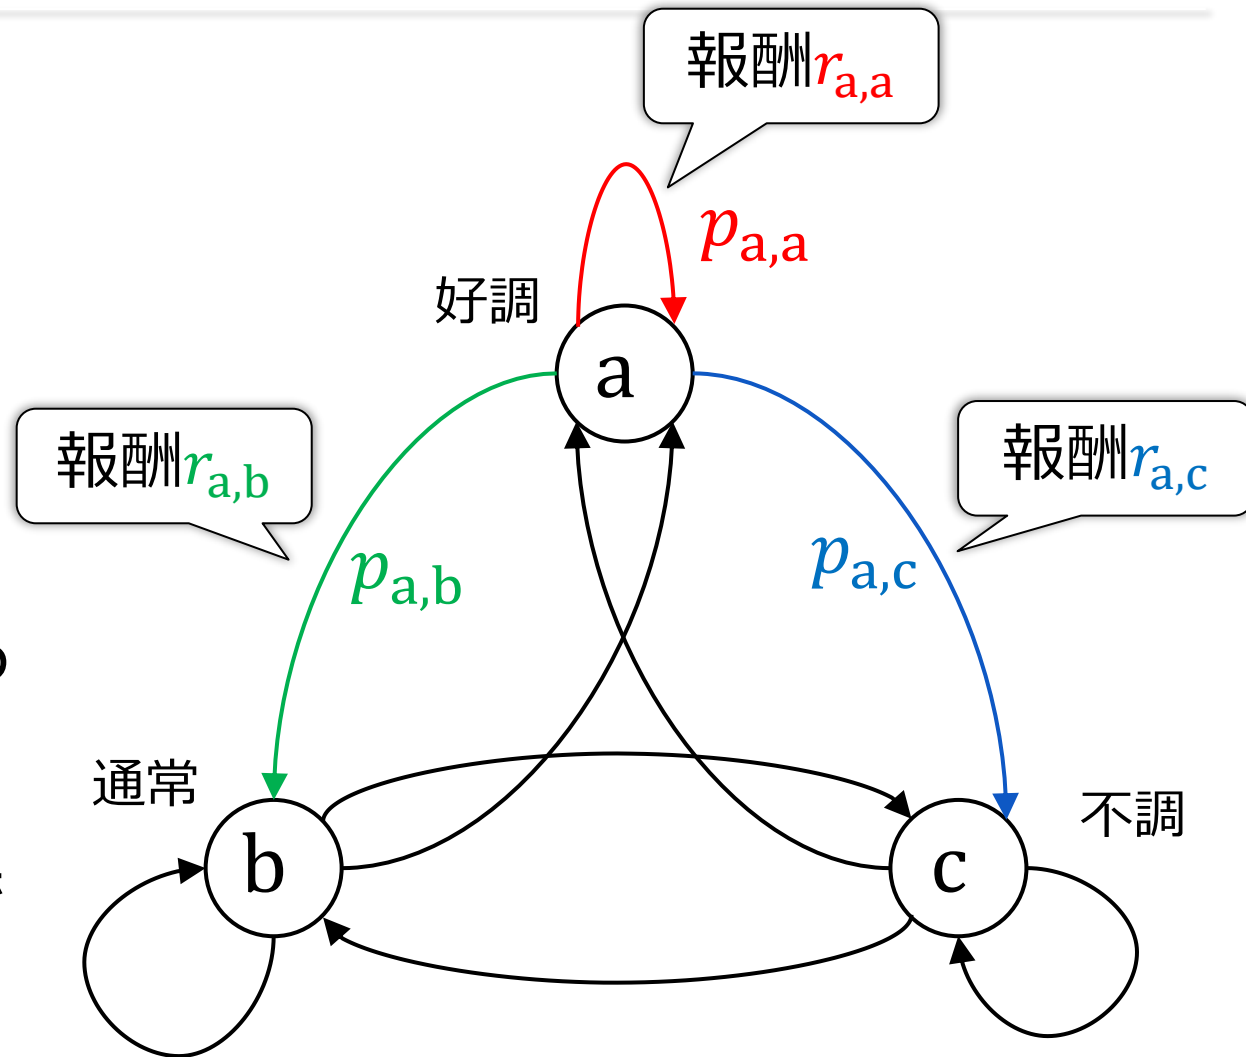 報酬r_{a,a}
p_{a,a}
好調
a
報酬r_{a,b}
報酬r_{a,c}
p_{a,b}
p_{a,c}
通常
不調
b
c